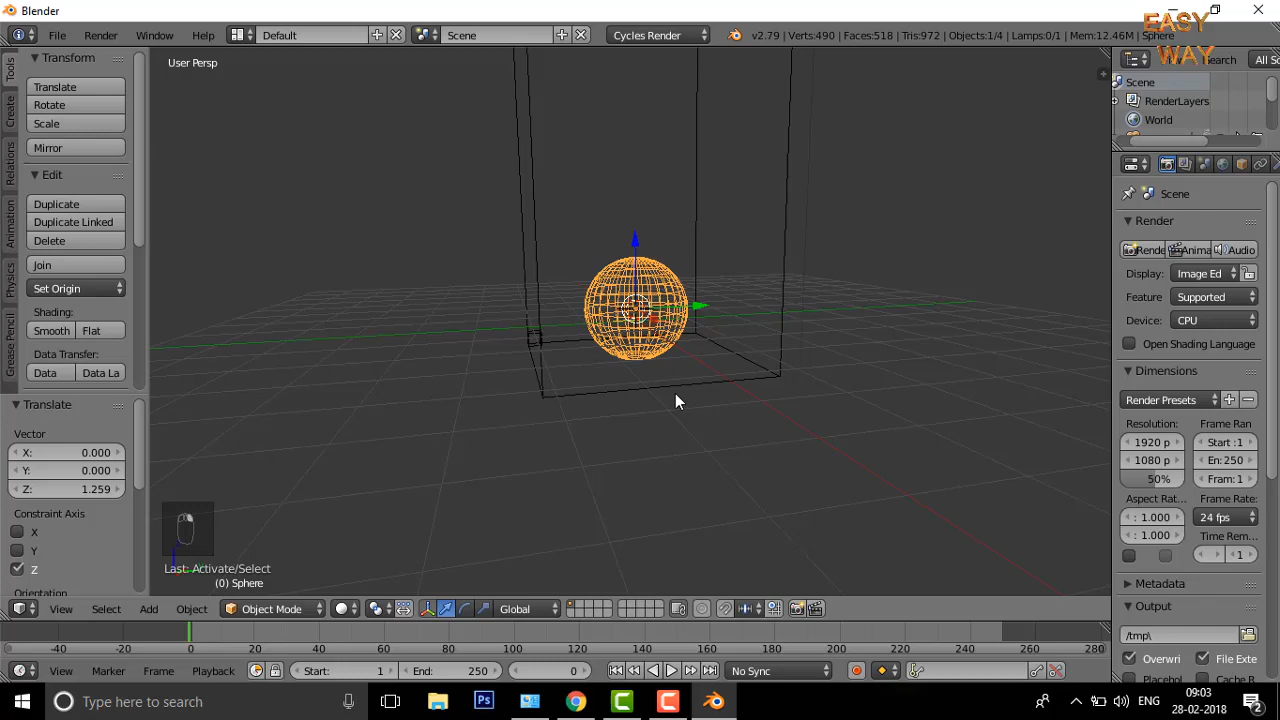 Blender
EASY
WAY
File Render Window Help Default Scene Cycles Render v2.79 | Verts:490 | Faces:518 | Tris:972 | Objects:1/4 | Lamps:0/1 | Mem:12.46M | Sphere
Search All Sc
Tools
Create
Relations
Animation
Physics
Grease Pencil
Transform
Translate
Rotate
Scale
Mirror
Edit
Duplicate
Duplicate Linked
Delete
Join
Set Origin
Shading:
Smooth Flat
Data Transfer:
Data Data La
Translate
Vector
X: 0.000
Y: 0.000
Z: 1.259
Constraint Axis
X
Y
Z
Orientation
User Persp
Last: Activate/Select
(0) Sphere
Scene
RenderLayers
World
Scene
Render
Rende Anima Audio
Display: Image Ed
Feature Supported
Device: CPU
Open Shading Language
Dimensions
Render Presets
Resolution: Frame Ran
1920 p Start :1
1080 p En: 250
50% Fram: 1
Aspect Rat... Frame Rate:
: 1.000 24 fps
: 1.000 Time Rem...
1
Metadata
Output
/tmp\
Overwri File Exte
Placehol Cache R
View Select Add Object Object Mode Global
-40 -20 0 20 40 60 80 100 120 140 160 180 200 220 240 260 280
View Marker Frame Playback Start: 1 End: 250 0 No Sync
Type here to search
ENG
09:03
28-02-2018
2